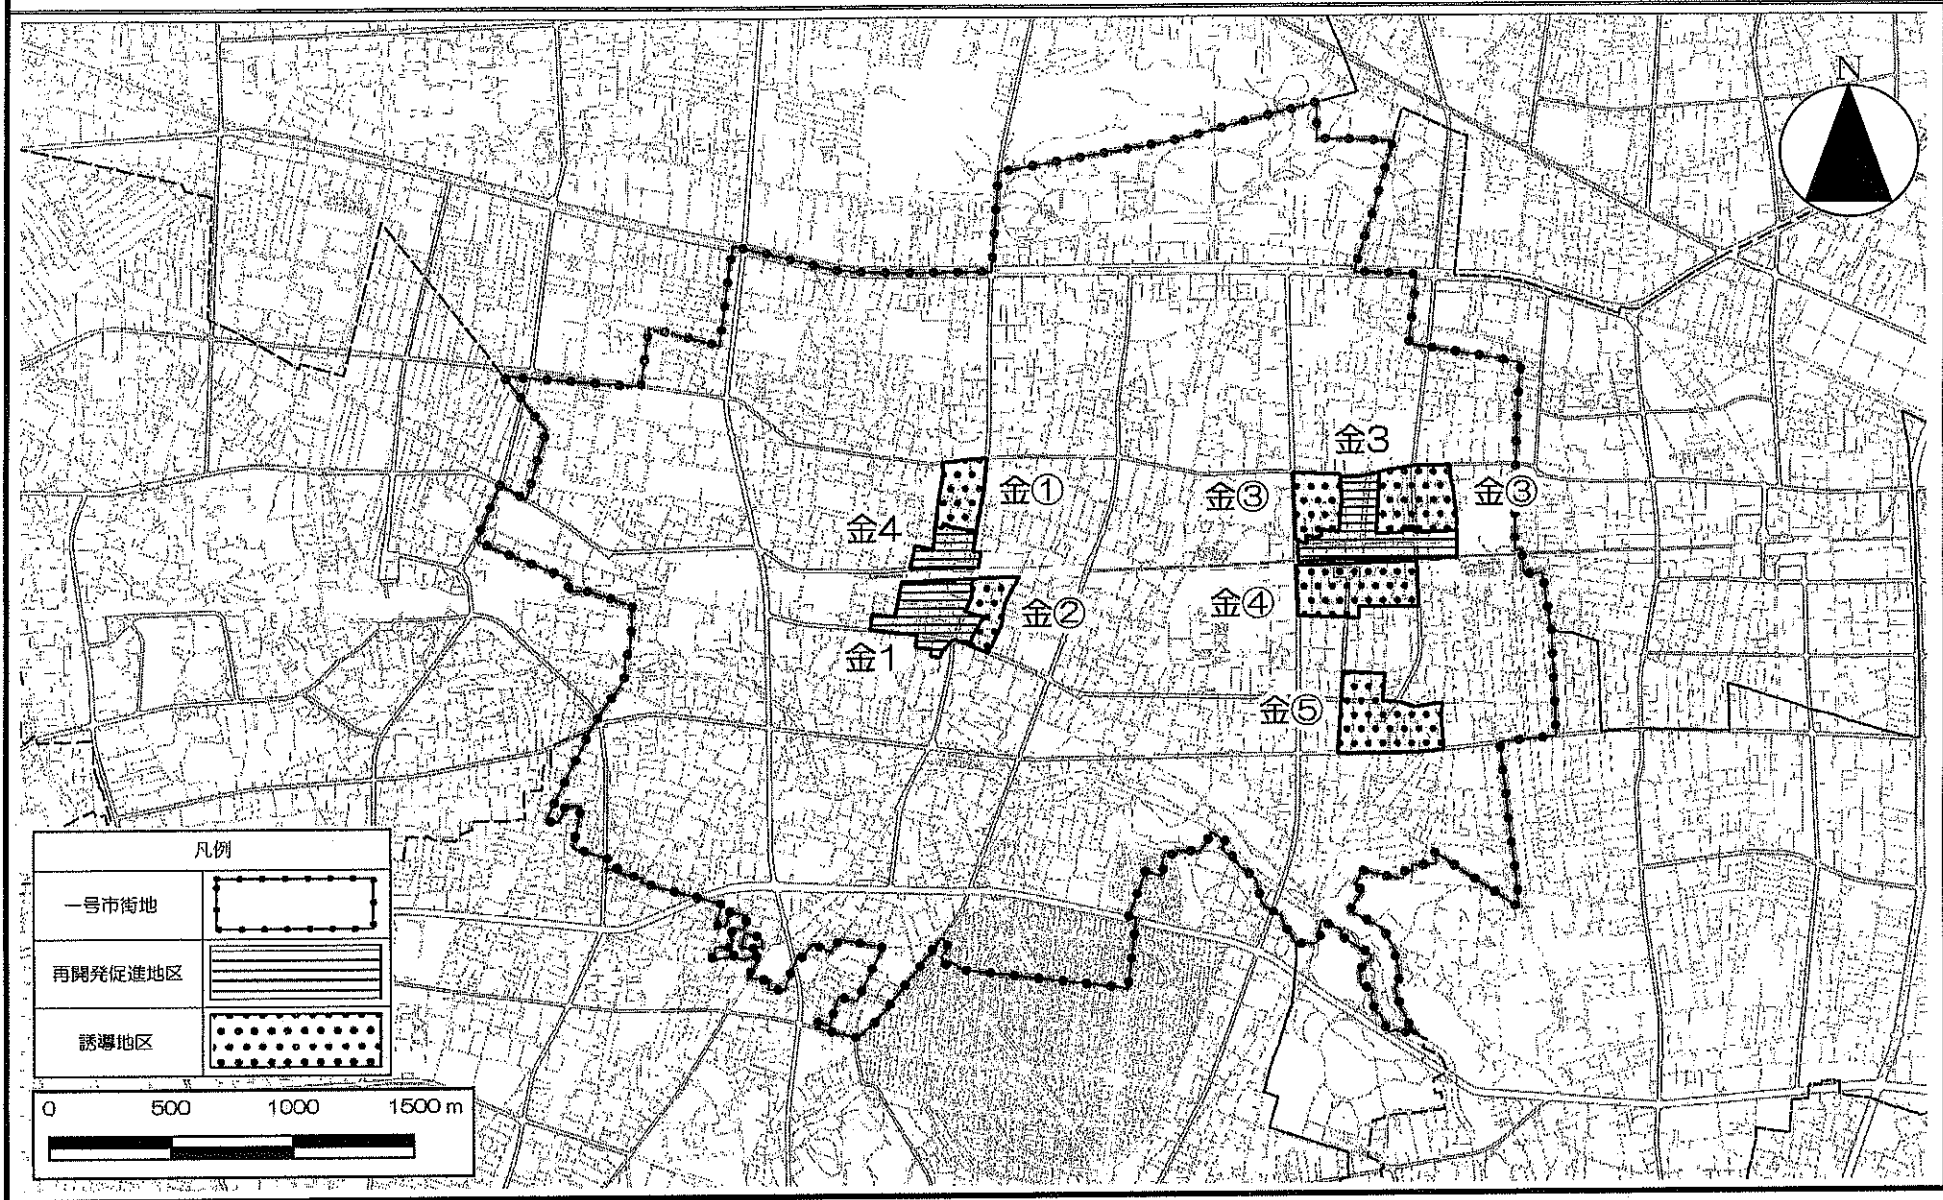 N
金3
金①
金③
金③
金4
金④
金②
金1
金⑤
凡例
一号市街地
再開発促進地区
誘導地区
0 500 1000 1500 m